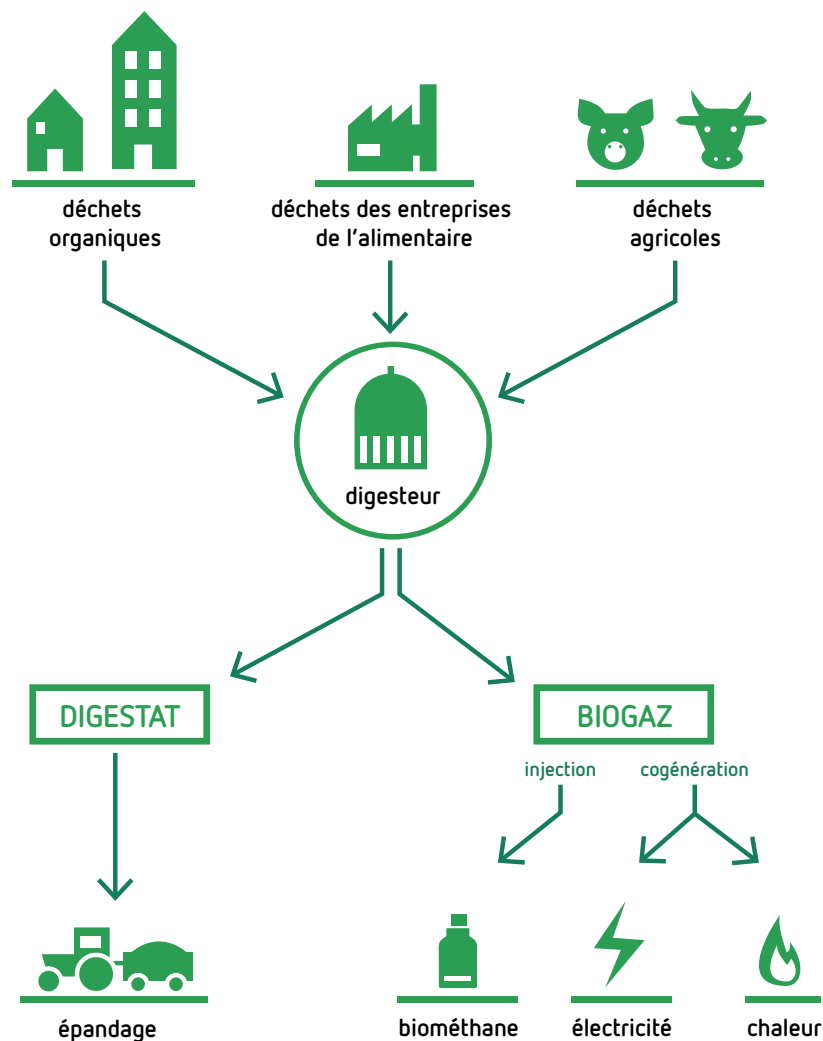 déchets
organiques
déchets des entreprises
de l'alimentaire
déchets
agricoles
digesteur
DIGESTAT
BIOGAZ
injection
cogénération
épandage
biométhane
électricité
chaleur